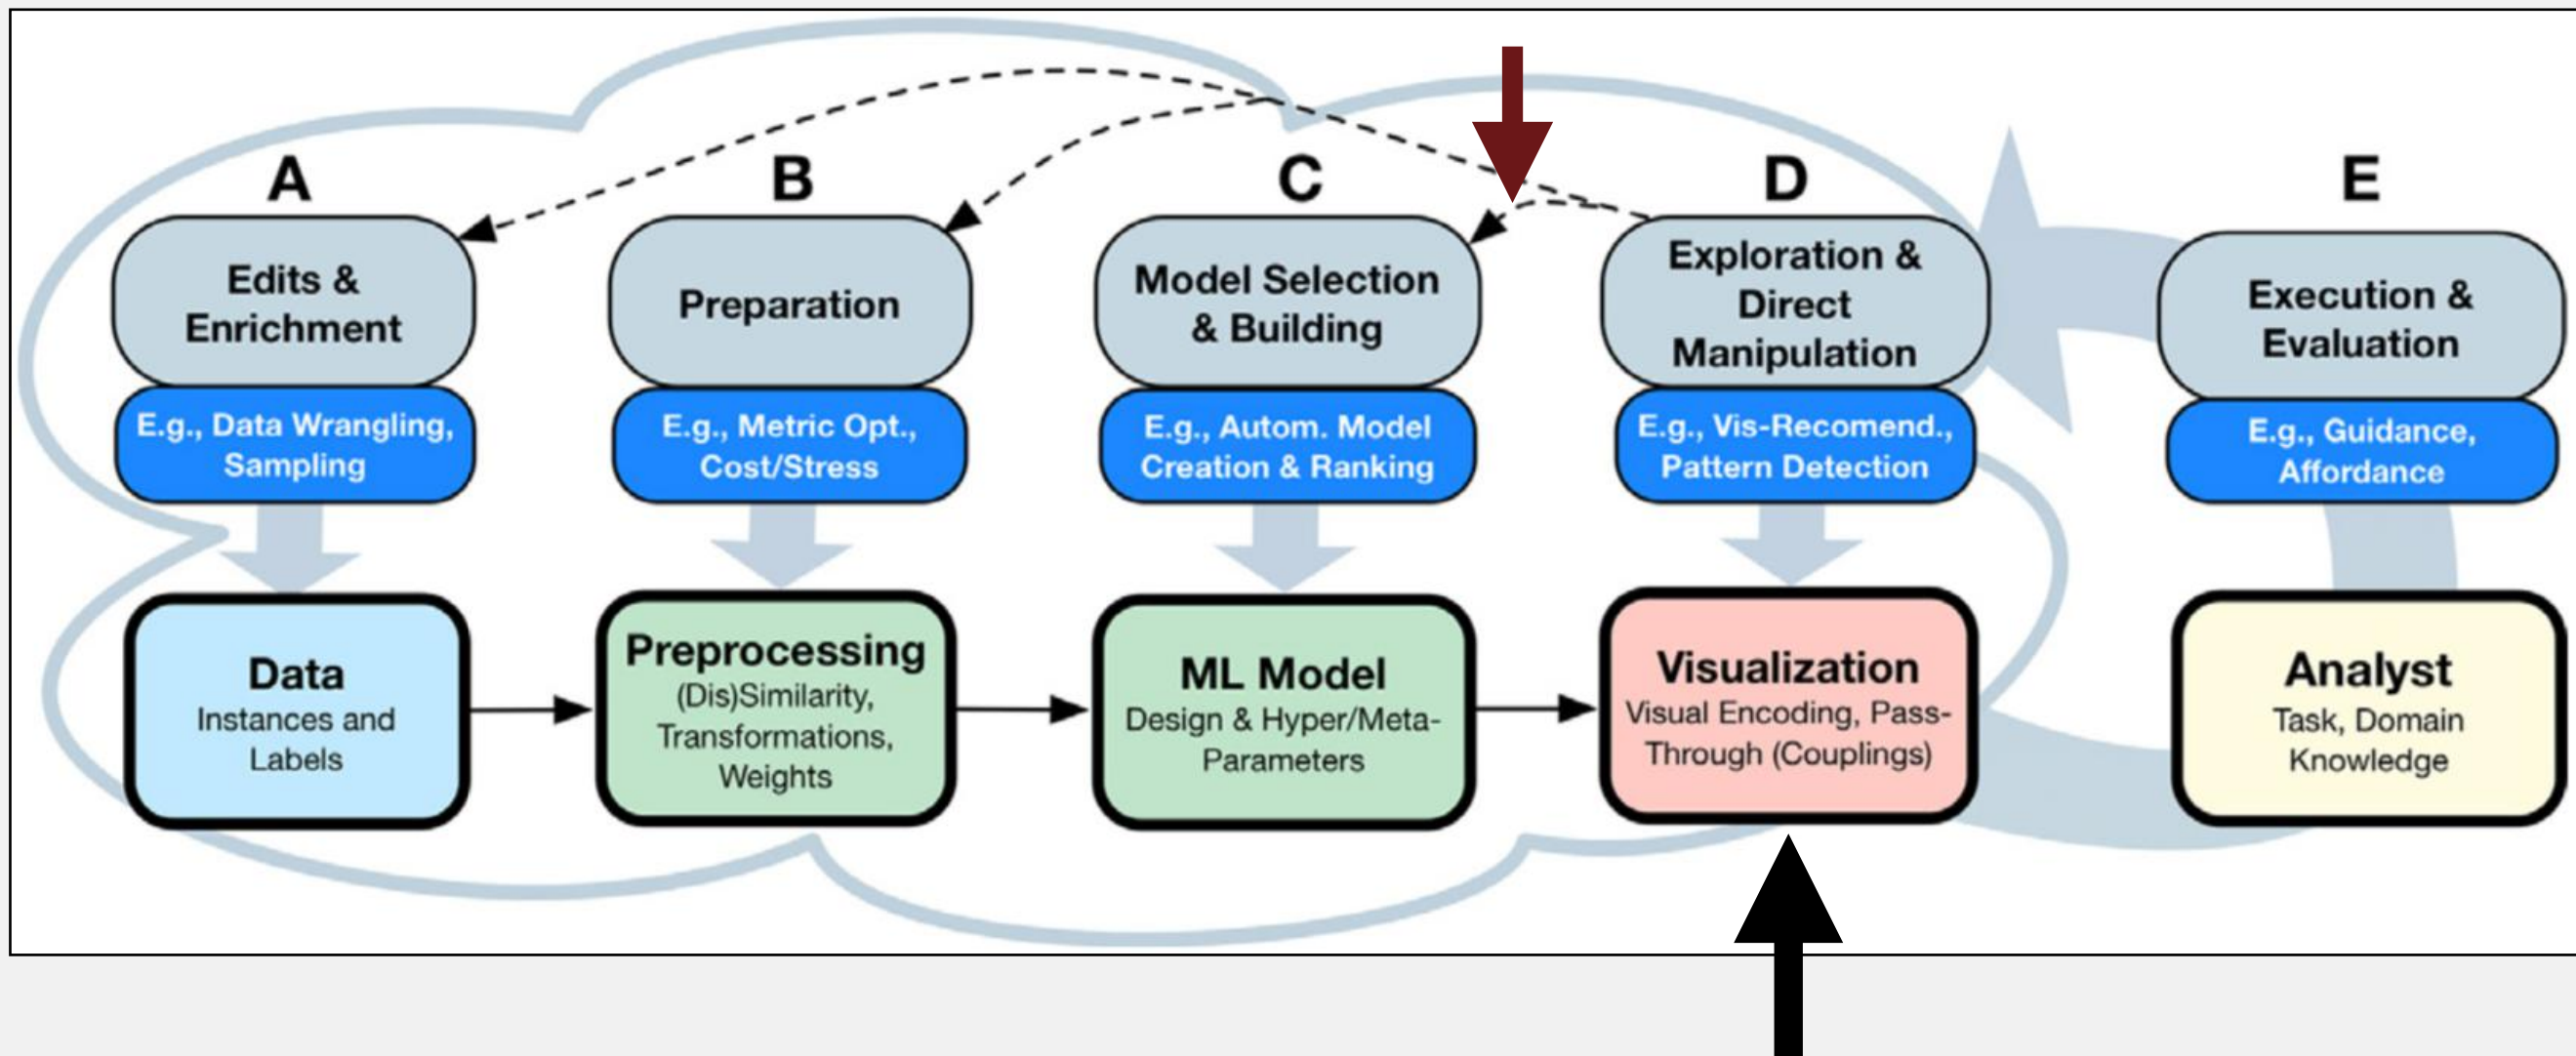 A
B
C
D
E
Edits &
Enrichment
Preparation
Model Selection
& Building
Exploration &
Direct
Manipulation
Execution &
Evaluation
E.g., Data Wrangling,
Sampling
E.g., Metric Opt.,
Cost/Stress
E.g., Autom. Model
Creation & Ranking
E.g., Vis-Recomend.,
Pattern Detection
E.g., Guidance,
Affordance
Data
Instances and
Labels
Preprocessing
(Dis)Similarity,
Transformations,
Weights
ML Model
Design & Hyper/Meta-
Parameters
Visualization
Visual Encoding, Pass-
Through (Couplings)
Analyst
Task, Domain
Knowledge